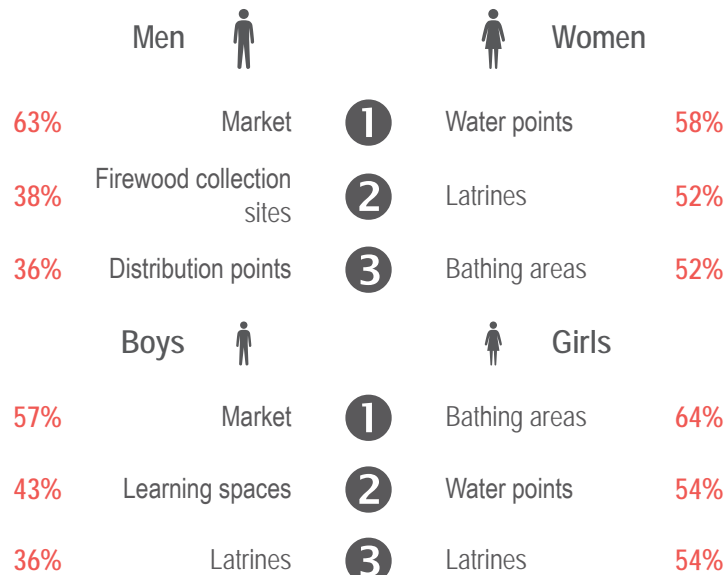 Men Women
63% Market 1 Water points 58%
38% Firewood collection sites 2 Latrines 52%
36% Distribution points 3 Bathing areas 52%
Boys Girls
57% Market 1 Bathing areas 64%
43% Learning spaces 2 Water points 54%
36% Latrines 3 Latrines 54%